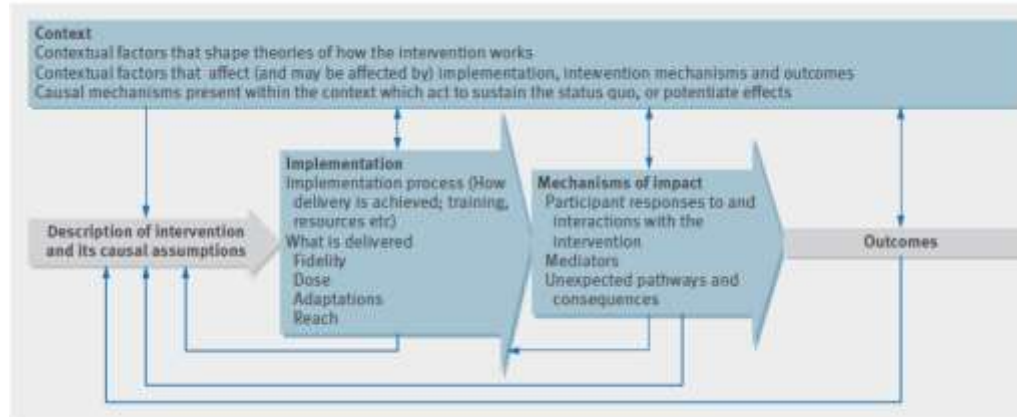 Context
Contextual factors that shape theories of how the intervention works
Contextual factors that affect (and may be affected by) implementation, intervention mechanisms and outcomes
Causal mechanisms present within the context which act to sustain the status quo, or potentiate effects
Description of intervention
and its causal assumptions
Implementation
Implementation process (How
delivery is achieved; training,
resources etc)
What is delivered
Fidelity
Dose
Adaptations
Reach
Mechanisms of impact
Participant responses to and
interactions with the
intervention
Mediators
Unexpected pathways and
consequences
Outcomes